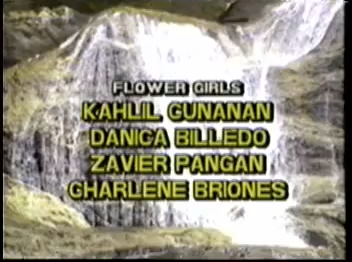 FLOWER GIRLS
KAHLIL GUNANAN
DANICA BILLEDO
ZAVIER PANGAN
CHARLENE BRIONES